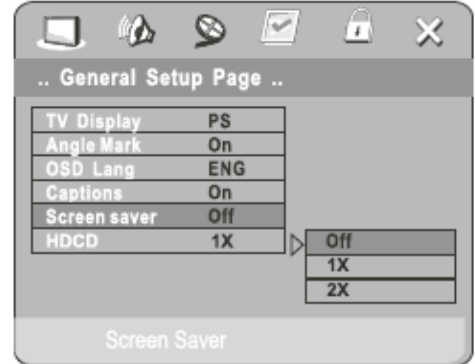 .. General Setup Page ..
TV Display PS
Angle Mark On
OSD Lang ENG
Captions On
Screen saver Off
HDCD 1X
Off
1X
2X
Screen Saver